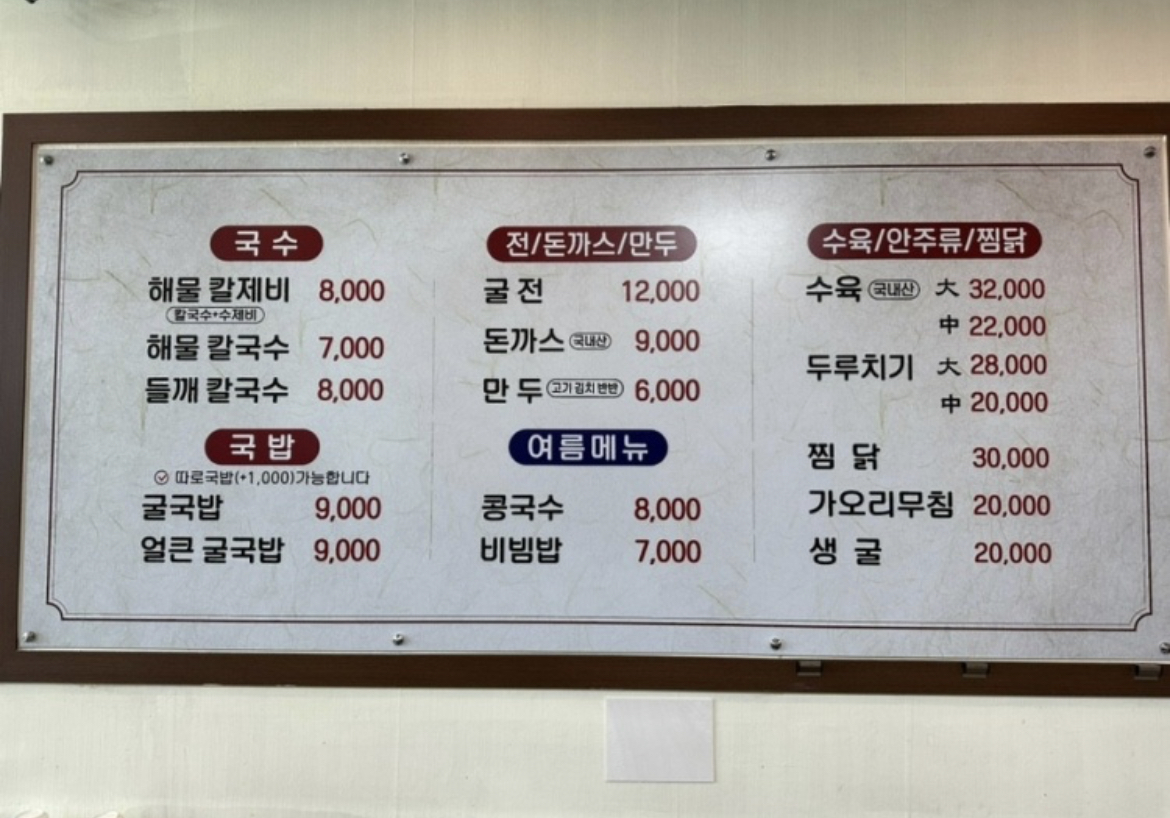 국수
해물 칼제비 8,000
칼국수+수제비
해물 칼국수 7,000
들깨 칼국수 8,000
국밥
따로국밥(+1,000)가능합니다
굴국밥 9,000
얼큰 굴국밥 9,000
전/돈까스/만두
굴전 12,000
돈까스 국내산 9,000
만두 고기 김치 반반 6,000
여름메뉴
콩국수 8,000
비빔밥 7,000
수육/안주류/찜닭
수육 국내산 大 32,000
中 22,000
두루치기 大 28,000
中 20,000
찜닭 30,000
가오리무침 20,000
생굴 20,000